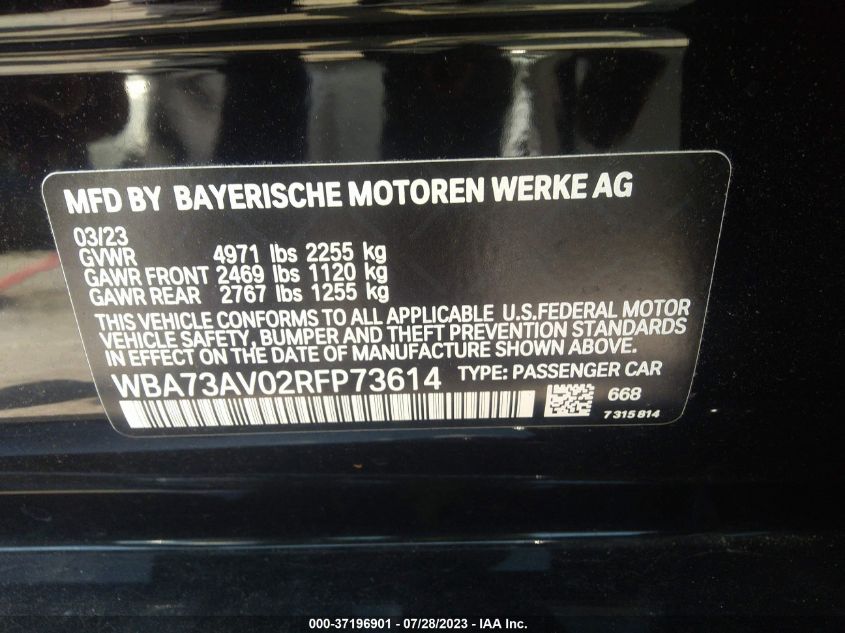 MFD BY BAYERISCHE MOTOREN WERKE AG
03/23
GVWR 4971 lbs 2255 kg
GAWR FRONT 2469 lbs 1120 kg
GAWR REAR 2767 lbs 1255 kg
THIS VEHICLE CONFORMS TO ALL APPLICABLE U.S.FEDERAL MOTOR
VEHICLE SAFETY, BUMPER AND THEFT PREVENTION STANDARDS
IN EFFECT ON THE DATE OF MANUFACTURE SHOWN ABOVE.
WBA73AV02RFP73614 TYPE: PASSENGER CAR
668
7 315 814
000-37196901 - 07/28/2023 - IAA Inc.